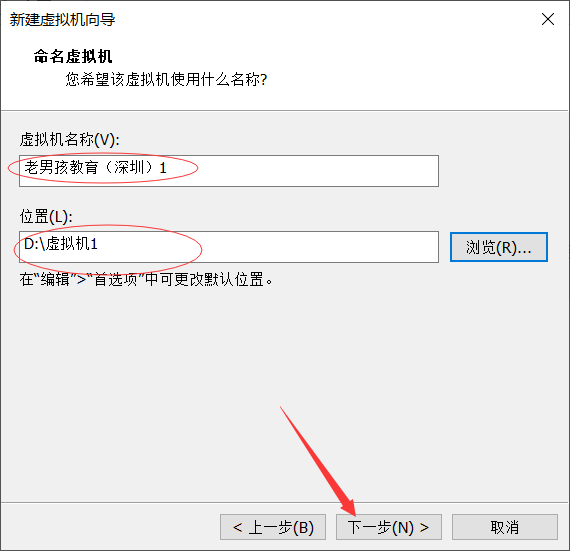 新建虚拟机向导
命名虚拟机
您希望该虚拟机使用什么名称?
虚拟机名称(V):
老男孩教育（深圳）1
位置(L):
D:\虚拟机1
浏览(R)...
在“编辑”>“首选项”中可更改默认位置。
< 上一步(B)
下一步(N) >
取消